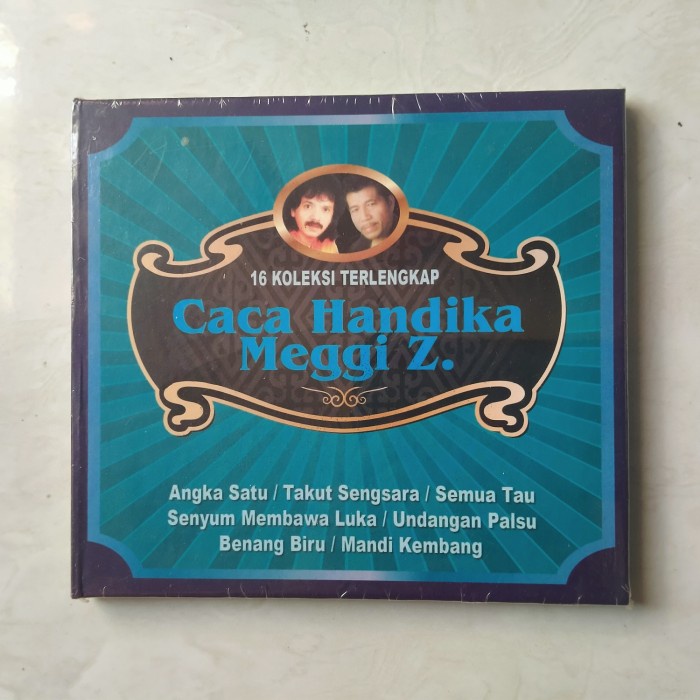 16 KOLEKSI TERLENGKAP
Caca Handika
Meggi Z.
Angka Satu / Takut Sengsara / Semua Tau
Senyum Membawa Luka / Undangan Palsu
Benang Biru / Mandi Kembang